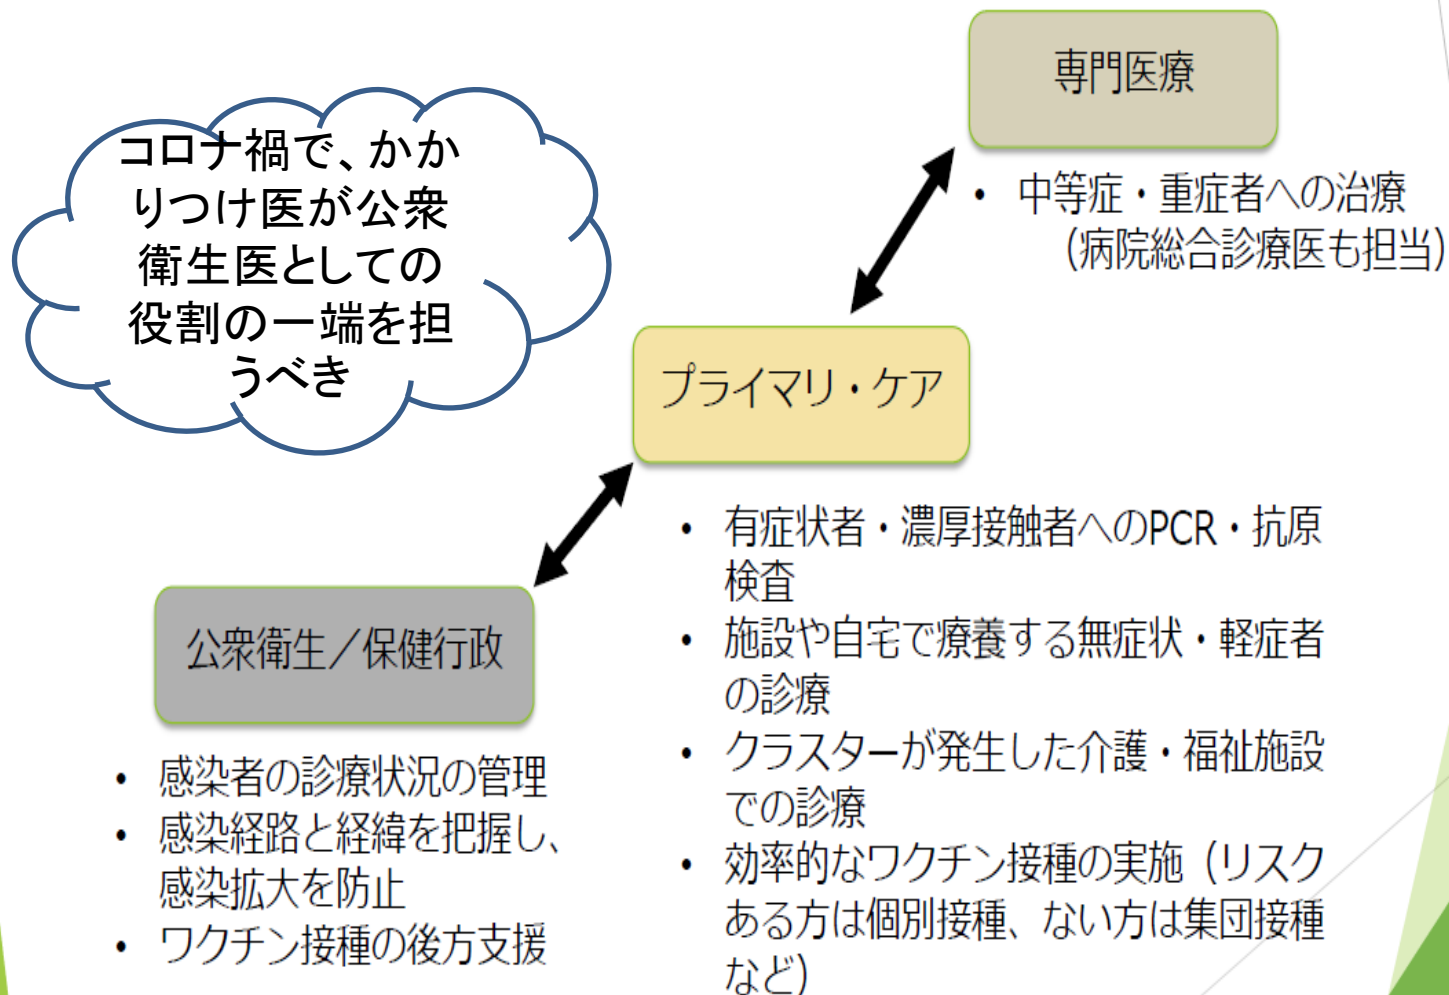 専門医療
• 中等症・重症者への治療
(病院総合診療医も担当)
コロナ禍で、かか
りつけ医が公衆
衛生医としての
役割の一端を担
うべき
プライマリ・ケア
• 有症状者・濃厚接触者へのPCR・抗原
検査
• 施設や自宅で療養する無症状・軽症者
の診療
• クラスターが発生した介護・福祉施設
での診療
• 効率的なワクチン接種の実施（リスク
ある方は個別接種、ない方は集団接種
など）
公衆衛生／保健行政
• 感染者の診療状況の管理
• 感染経路と経緯を把握し、
感染拡大を防止
• ワクチン接種の後方支援